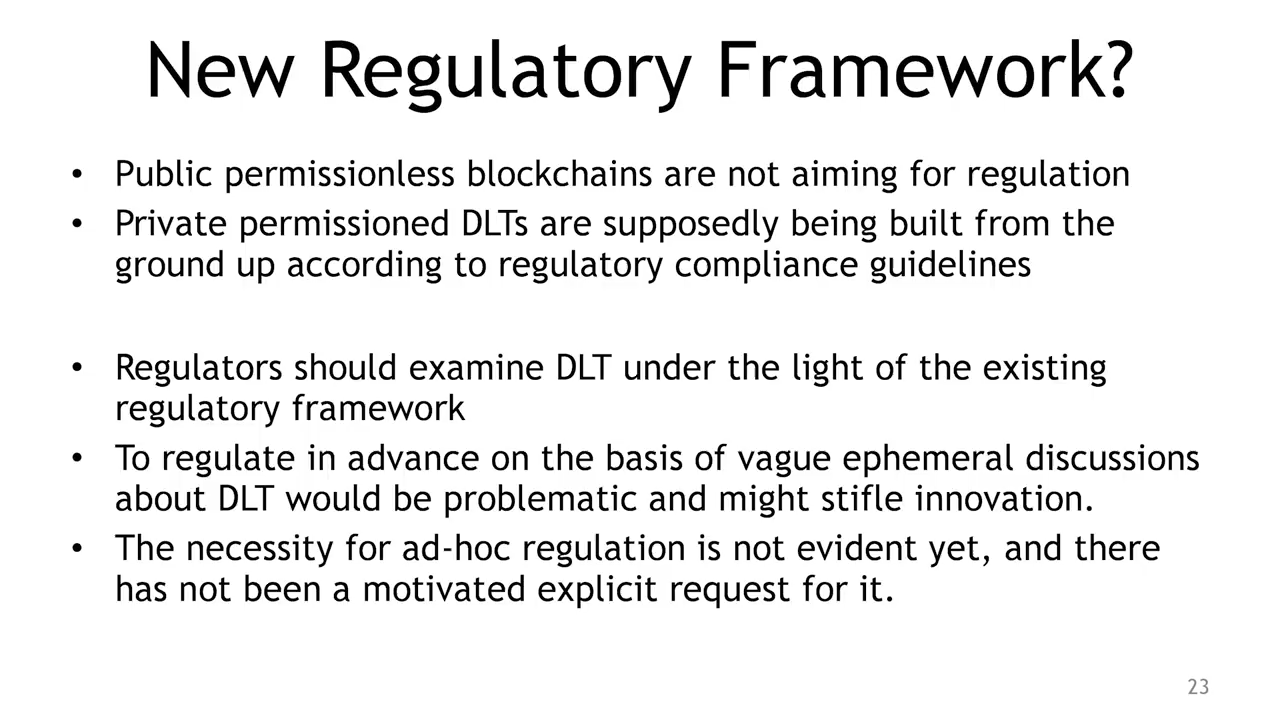 New Regulatory Framework?
• Public permissionless blockchains are not aiming for regulation
• Private permissioned DLTs are supposedly being built from the
ground up according to regulatory compliance guidelines
• Regulators should examine DLT under the light of the existing
regulatory framework
• To regulate in advance on the basis of vague ephemeral discussions
about DLT would be problematic and might stifle innovation.
• The necessity for ad-hoc regulation is not evident yet, and there
has not been a motivated explicit request for it.
23